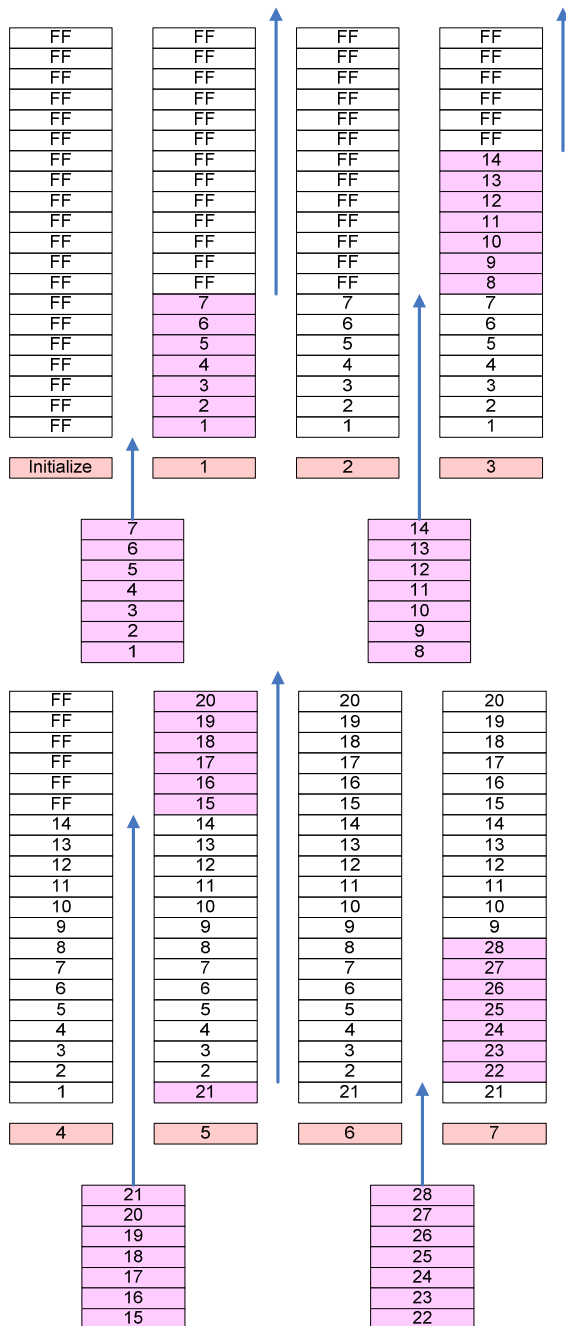 FF FF FF FF
FF FF FF FF
FF FF FF FF
FF FF FF FF
FF FF FF FF
FF FF FF FF
FF FF FF 14
FF FF FF 13
FF FF FF 12
FF FF FF 11
FF FF FF 10
FF FF FF 9
FF FF FF 8
FF 7 7 7
FF 6 6 6
FF 5 5 5
FF 4 4 4
FF 3 3 3
FF 2 2 2
FF 1 1 1
Initialize 1 2 3
7 14
6 13
5 12
4 11
3 10
2 9
1 8
FF 20 20 20
FF 19 19 19
FF 18 18 18
FF 17 17 17
FF 16 16 16
FF 15 15 15
14 14 14 14
13 13 13 13
12 12 12 12
11 11 11 11
10 10 10 10
9 9 9 9
8 8 8 28
7 7 7 27
6 6 6 26
5 5 5 25
4 4 4 24
3 3 3 23
2 2 2 22
1 21 21 21
4 5 6 7
21 28
20 27
19 26
18 25
17 24
16 23
15 22